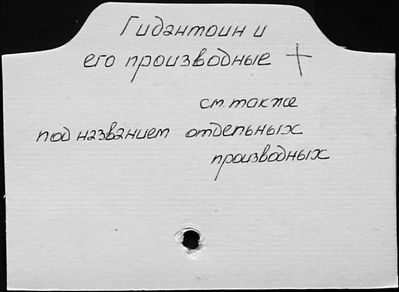 Гидантоин и
его производные +
см. также
под названием отдельных
производных